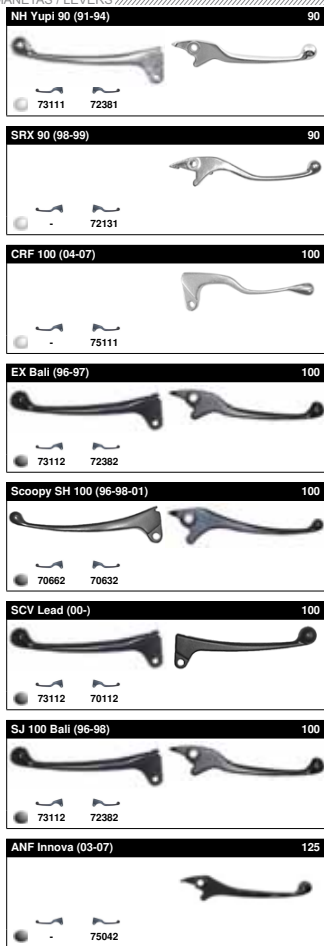 MANETAS / LEVERS
NH Yupi 90 (91-94) 90
73111 72381
SRX 90 (98-99) 90
- 72131
CRF 100 (04-07) 100
- 75111
EX Bali (96-97) 100
73112 72382
Scoopy SH 100 (96-98-01) 100
70662 70632
SCV Lead (00-) 100
73112 70112
SJ 100 Bali (96-98) 100
73112 72382
ANF Innova (03-07) 125
- 75042